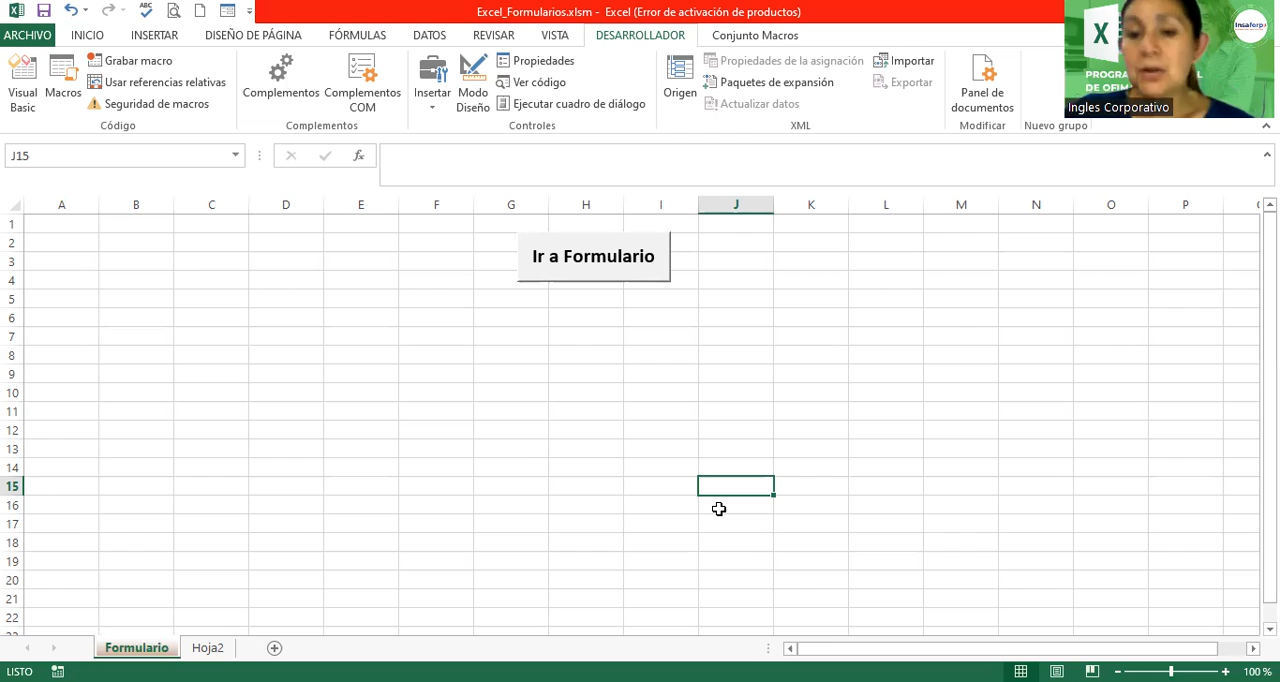 Excel_Formularios.xlsm - Excel (Error de activación de productos)
ARCHIVO INICIO INSERTAR DISEÑO DE PÁGINA FÓRMULAS DATOS REVISAR VISTA DESARROLLADOR Conjunto Macros
Visual Basic
Macros
Grabar macro
Usar referencias relativas
Seguridad de macros
Código
Complementos
Complementos COM
Complementos
Insertar
Modo Diseño
Propiedades
Ver código
Ejecutar cuadro de diálogo
Controles
Origen
Propiedades de la asignación
Paquetes de expansión
Actualizar datos
Importar
Exportar
XML
Panel de documentos
Modificar
Nuevo grupo
Insaforp
PROGRA
DE OFI
Ingles Corporativo
J15
fx
A B C D E F G H I J K L M N O P
1
2
3
4
5
6
7
8
9
10
11
12
13
14
15
16
17
18
19
20
21
22
Ir a Formulario
Formulario Hoja2
LISTO
100 %